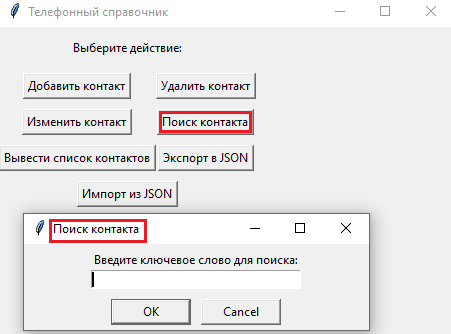 Телефонный справочник
Выберите действие:
Добавить контакт
Удалить контакт
Изменить контакт
Поиск контакта
Вывести список контактов
Экспорт в JSON
Импорт из JSON
Поиск контакта
Введите ключевое слово для поиска:
OK
Cancel